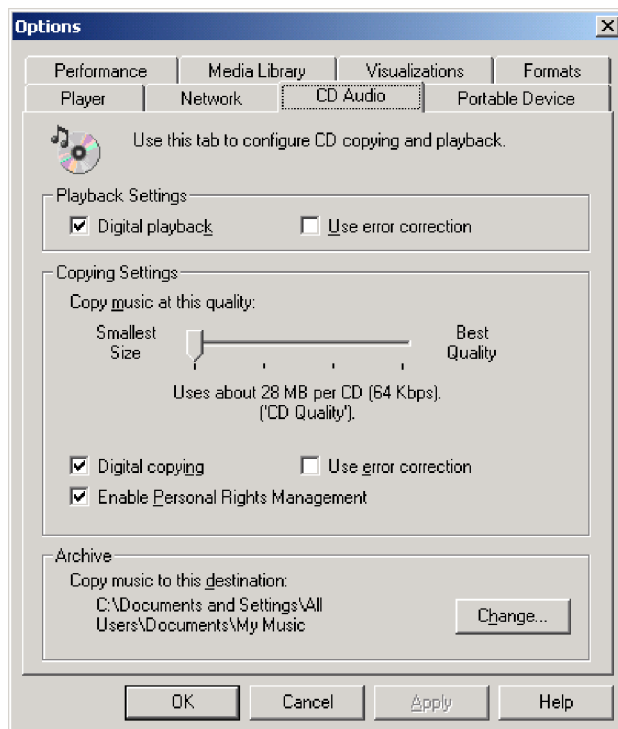 Options
Performance Media Library Visualizations Formats
Player Network CD Audio Portable Device
Use this tab to configure CD copying and playback.
Playback Settings
Digital playback Use error correction
Copying Settings
Copy music at this quality:
Smallest Size
Best Quality
Uses about 28 MB per CD (64 Kbps).
('CD Quality').
Digital copying Use error correction
Enable Personal Rights Management
Archive
Copy music to this destination:
C:\Documents and Settings\All
Users\Documents\My Music
Change...
OK Cancel Apply Help